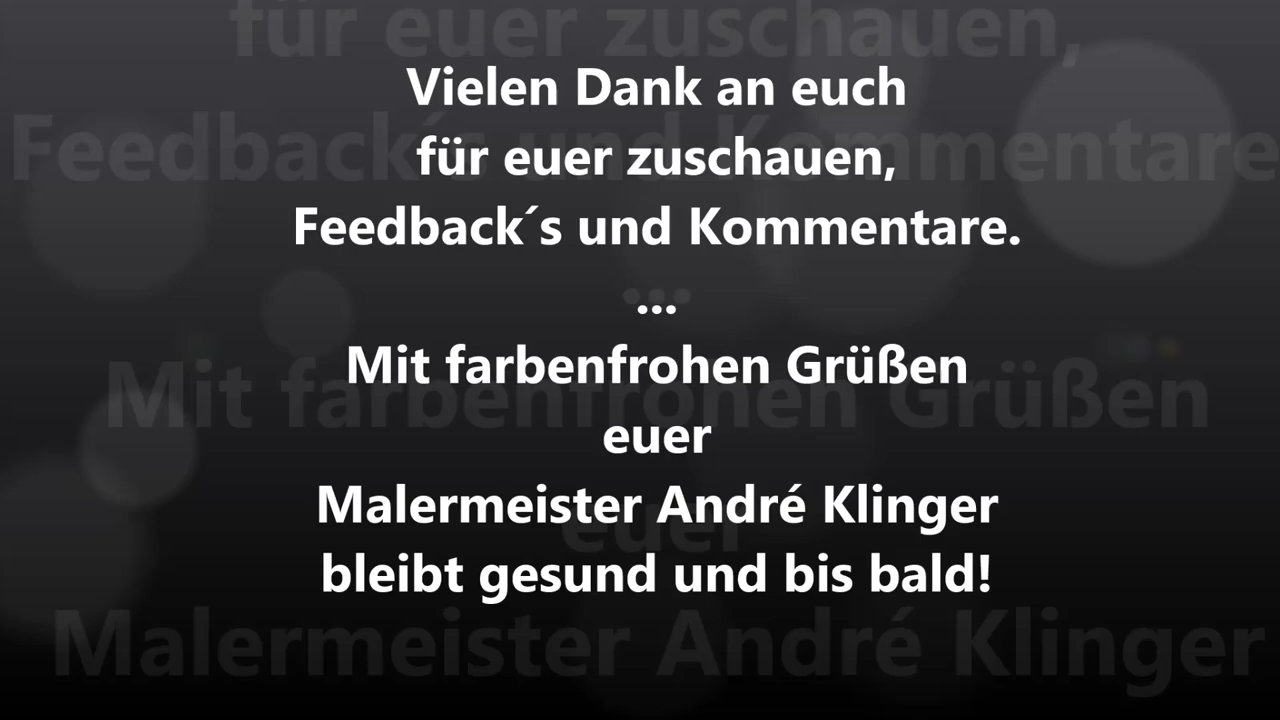 Vielen Dank an euch
für euer zuschauen,
Feedback´s und Kommentare.
...
Mit farbenfrohen Grüßen
euer
Malermeister André Klinger
bleibt gesund und bis bald!